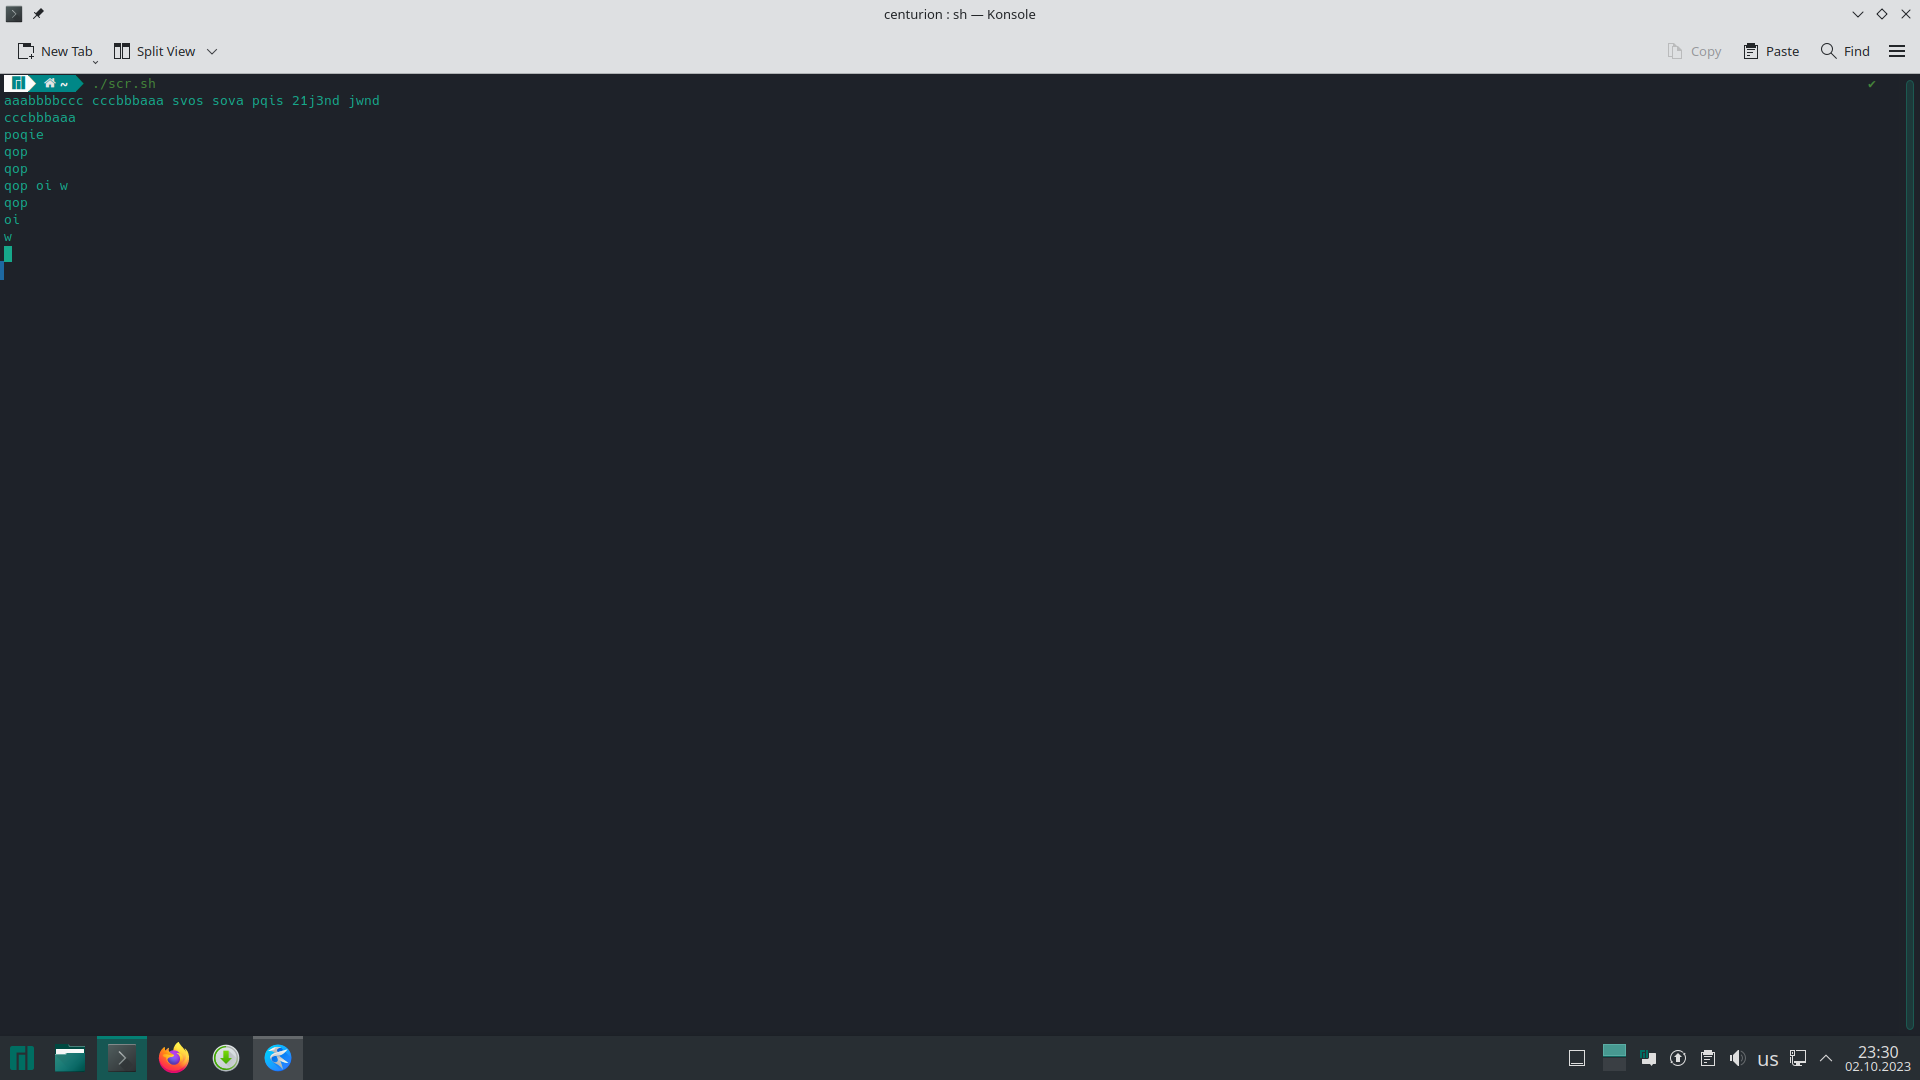 centurion : sh — Konsole
New Tab Split View Copy Paste Find
~ ./scr.sh
aaabbbbccc cccbbbaaa svos sova pqis 21j3nd jwnd
cccbbbaaa
poqie
qop
qop
qop oi w
qop
oi
w
us 23:30
02.10.2023